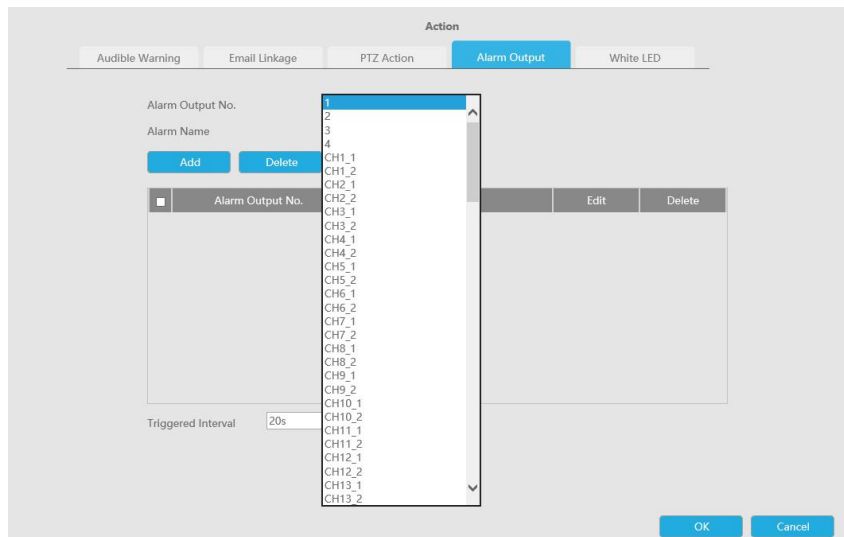 Action
Audible Warning Email Linkage PTZ Action Alarm Output White LED
Alarm Output No.
Alarm Name
Add Delete
Alarm Output No. Edit Delete
1
2
3
4
CH1_1
CH1_2
CH2_1
CH2_2
CH3_1
CH3_2
CH4_1
CH4_2
CH5_1
CH5_2
CH6_1
CH6_2
CH7_1
CH7_2
CH8_1
CH8_2
CH9_1
CH9_2
CH10_1
CH10_2
CH11_1
CH11_2
CH12_1
CH12_2
CH13_1
CH13_2
Triggered Interval 20s
OK Cancel